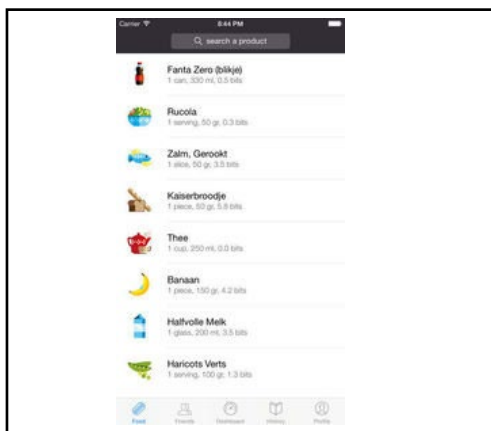 Carrier
8:44 PM
search a product
Fanta Zero (blikje)
1 can, 330 ml, 0.5 bits
Rucola
1 serving, 50 gr, 0.3 bits
Zalm, Gerookt
1 slice, 50 gr, 3.5 bits
Kaiserbroodje
1 piece, 50 gr, 5.8 bits
Thee
1 cup, 250 ml, 0.0 bits
Banaan
1 piece, 150 gr, 4.2 bits
Halfvolle Melk
1 glass, 200 ml, 3.5 bits
Haricots Verts
1 serving, 100 gr, 1.3 bits
Food
Friends
Dashboard
History
Profile